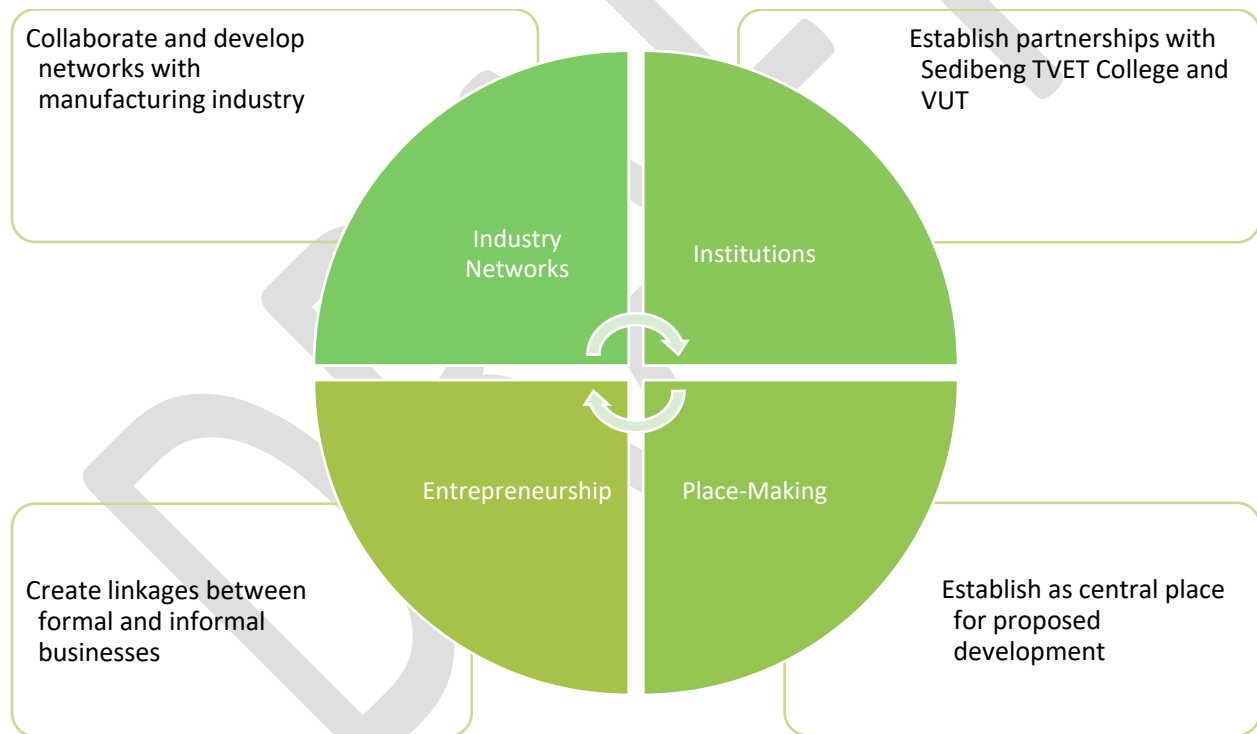 Collaborate and develop
networks with
manufacturing industry
Establish partnerships with
Sedibeng TVET College and
VUT
Industry
Networks
Institutions
Entrepreneurship
Place-Making
Create linkages between
formal and informal
businesses
Establish as central place
for proposed
development